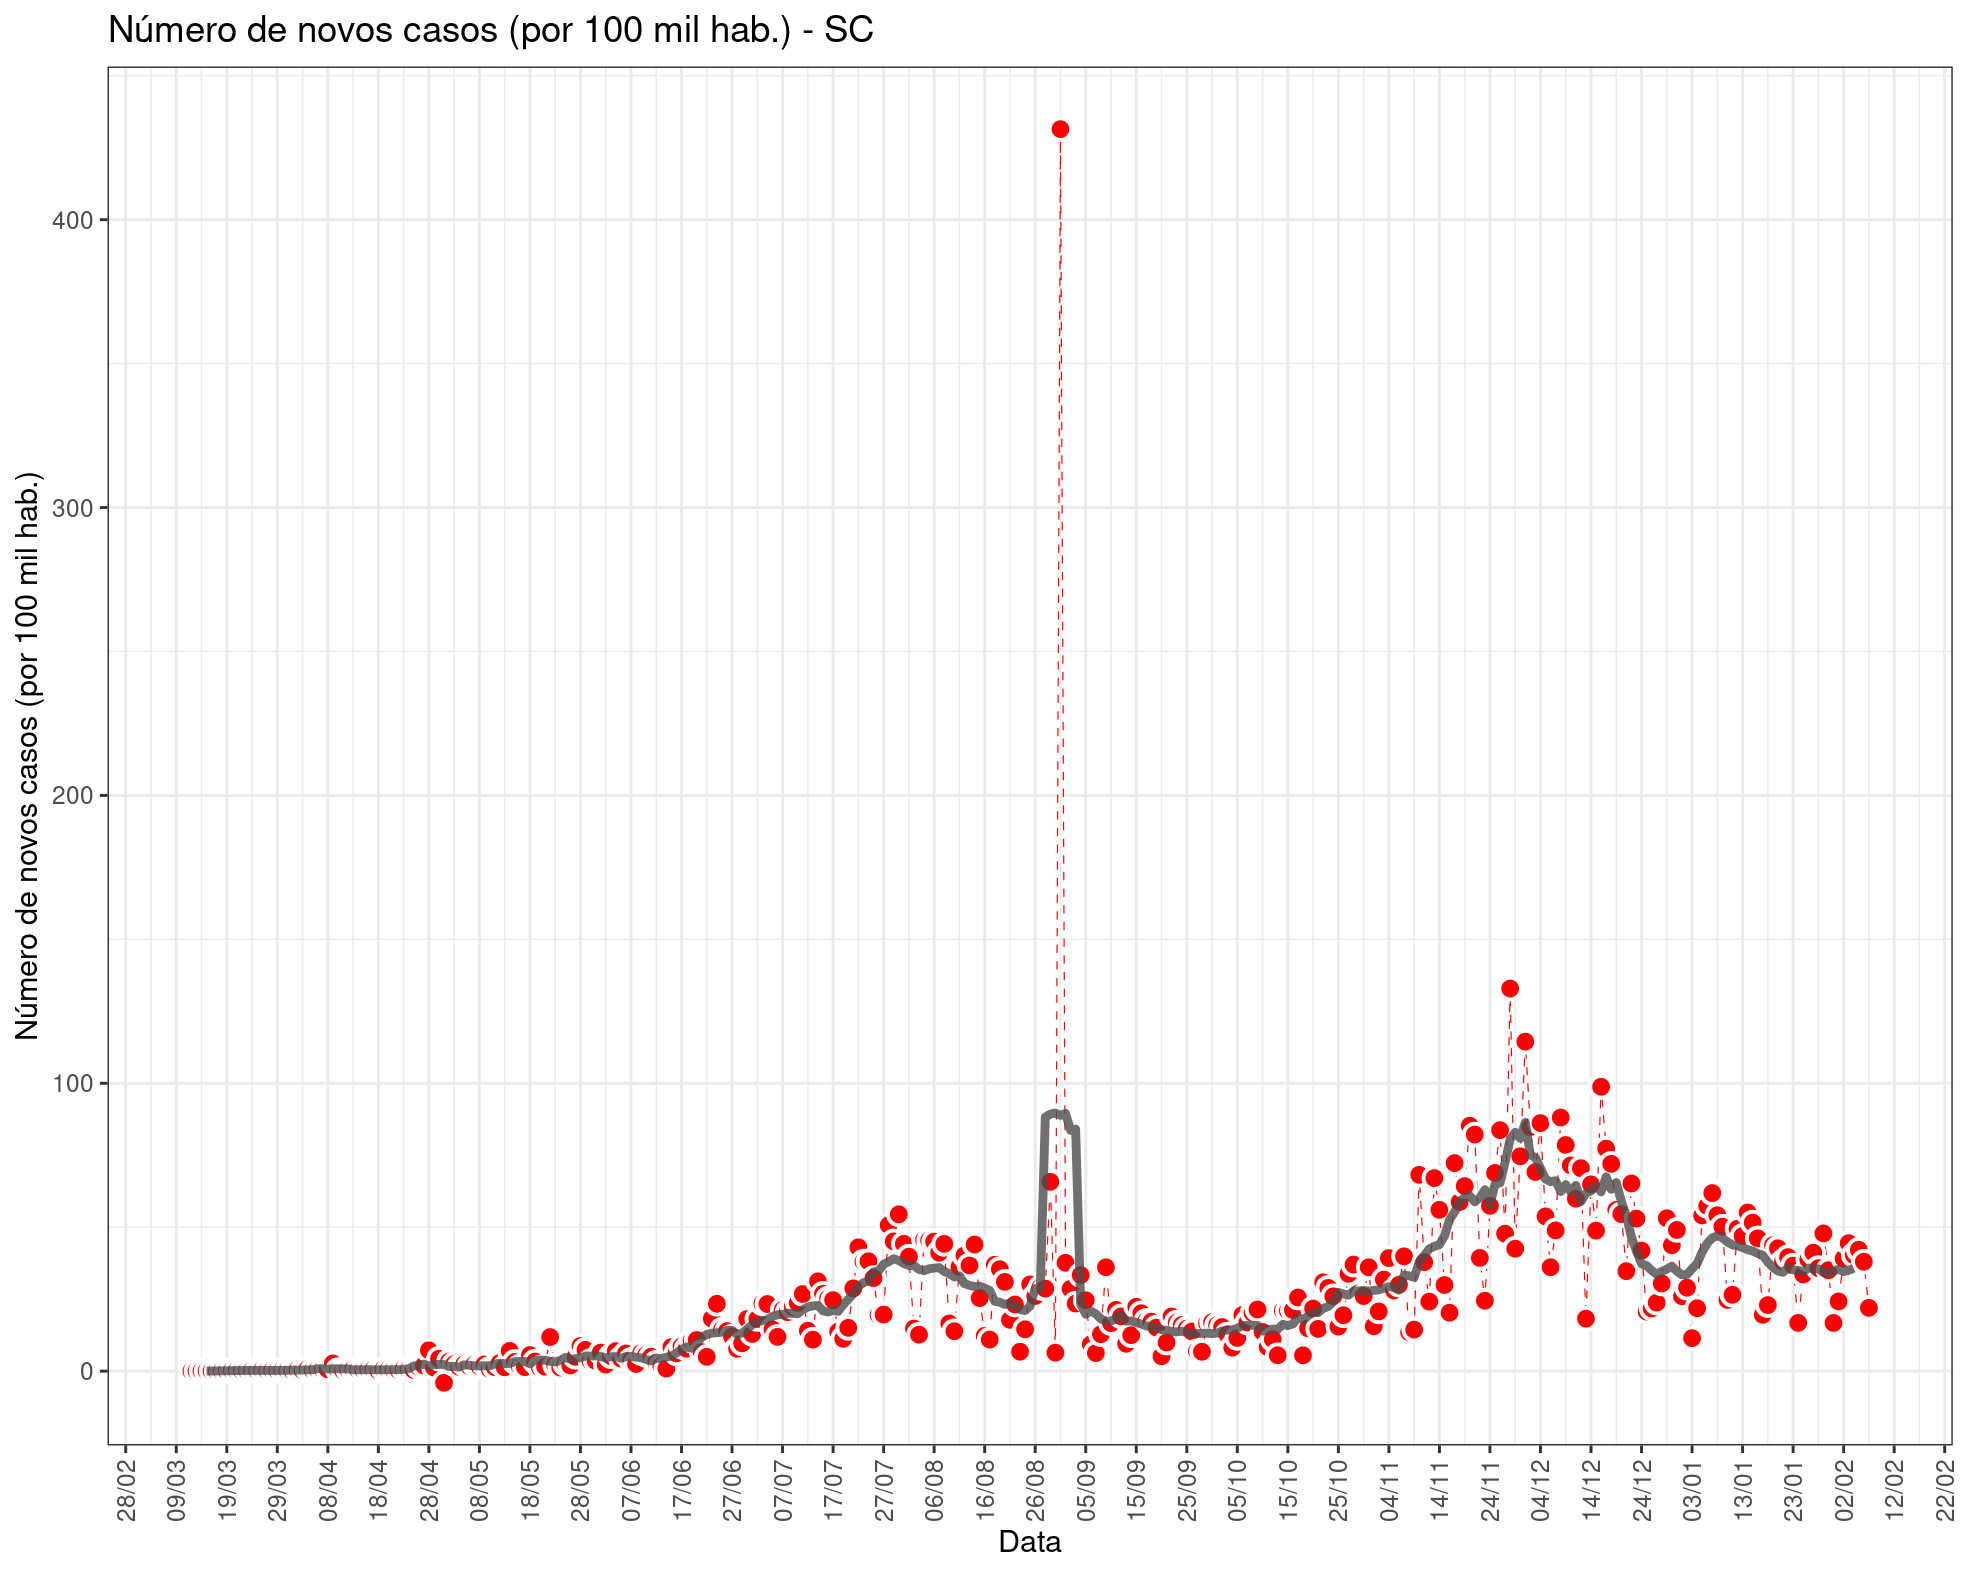 Número de novos casos (por 100 mil hab.) - SC
Número de novos casos (por 100 mil hab.)
400
300
200
100
0
28/02 09/03 19/03 29/03 08/04 18/04 28/04 08/05 18/05 28/05 07/06 17/06 27/06 07/07 17/07 27/07 06/08 16/08 26/08 05/09 15/09 25/09 05/10 15/10 25/10 04/11 14/11 24/11 04/12 14/12 24/12 03/01 13/01 23/01 02/02 12/02 22/02
Data